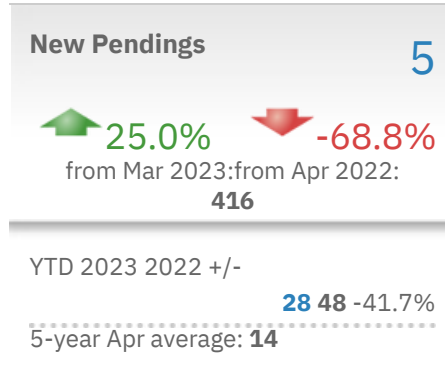 New Pendings
5
25.0% -68.8%
from Mar 2023:from Apr 2022:
416
YTD 2023 2022 +/-
28 48 -41.7%
5-year Apr average: 14